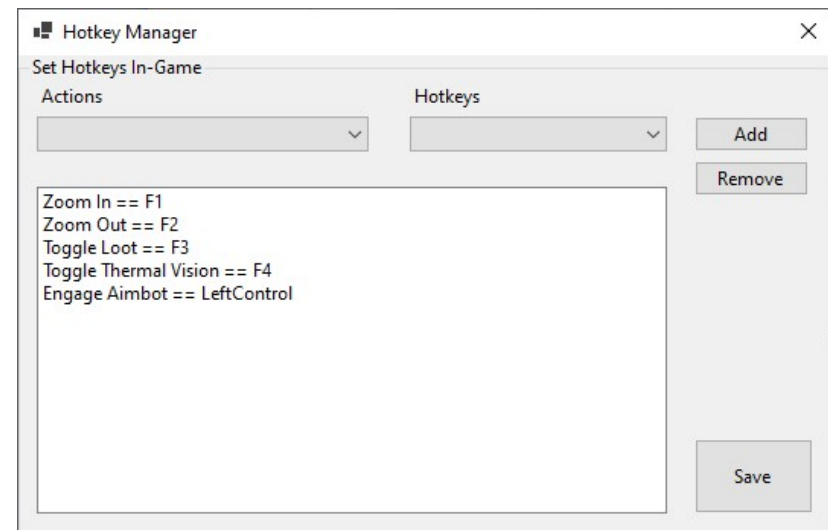 Hotkey Manager
Set Hotkeys In-Game
Actions
Hotkeys
Add
Remove
Zoom In == F1
Zoom Out == F2
Toggle Loot == F3
Toggle Thermal Vision == F4
Engage Aimbot == LeftControl
Save